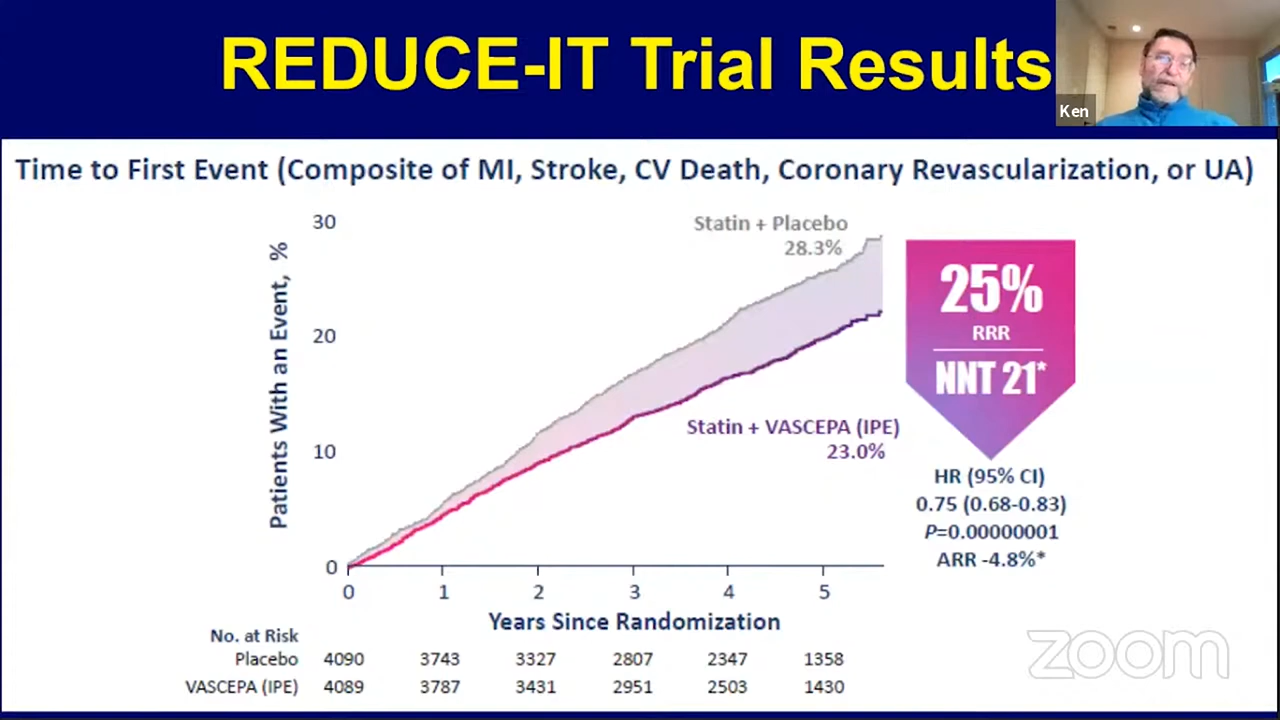 REDUCE-IT Trial Results
Ken
Time to First Event (Composite of MI, Stroke, CV Death, Coronary Revascularization, or UA)
Patients With an Event, %
30
20
10
0
Statin + Placebo
28.3%
Statin + VASCEPA (IPE)
23.0%
25%
RRR
NNT 21*
HR (95% CI)
0.75 (0.68-0.83)
P=0.00000001
ARR -4.8%*
0 1 2 3 4 5
Years Since Randomization
No. at Risk
Placebo 4090 3743 3327 2807 2347 1358
VASCEPA (IPE) 4089 3787 3431 2951 2503 1430
zoom